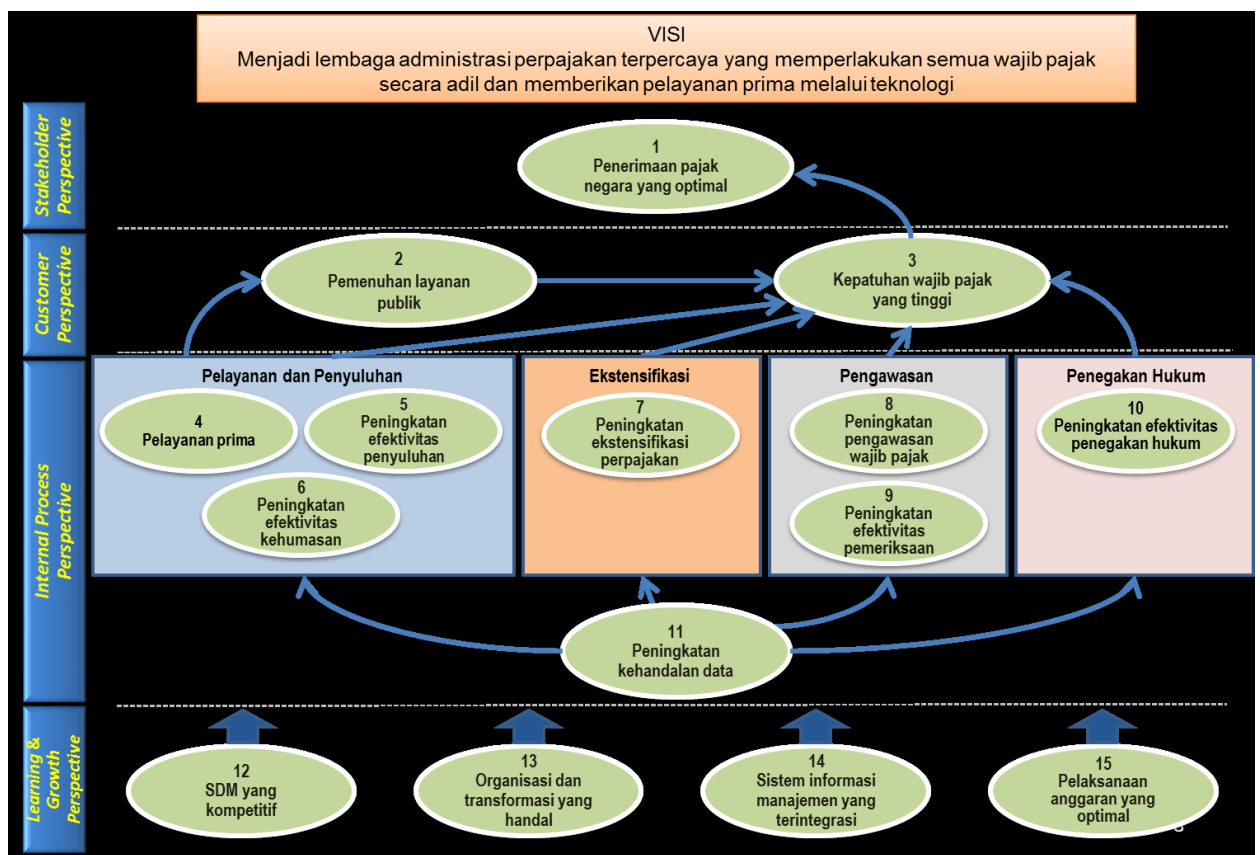 VISI
Menjadi lembaga administrasi perpajakan terpercaya yang memperlakukan semua wajib pajak
secara adil dan memberikan pelayanan prima melalui teknologi
Stakeholder
Perspective
1
Penerimaan pajak
negara yang optimal
Customer
Perspective
2
Pemenuhan layanan
publik
3
Kepatuhan wajib pajak
yang tinggi
Internal Process
Perspective
Pelayanan dan Penyuluhan
4
Pelayanan prima
5
Peningkatan
efektivitas
penyuluhan
6
Peningkatan
efektivitas
kehumasan
Ekstensifikasi
7
Peningkatan
ekstensifikasi
perpajakan
Pengawasan
8
Peningkatan
pengawasan
wajib pajak
9
Peningkatan
efektivitas
pemeriksaan
Penegakan Hukum
10
Peningkatan efektivitas
penegakan hukum
11
Peningkatan
kehandalan data
Learning &
Growth
Perspective
12
SDM yang
kompetitif
13
Organisasi dan
transformasi yang
handal
14
Sistem informasi
manajemen yang
terintegrasi
15
Pelaksanaan
anggaran yang
optimal